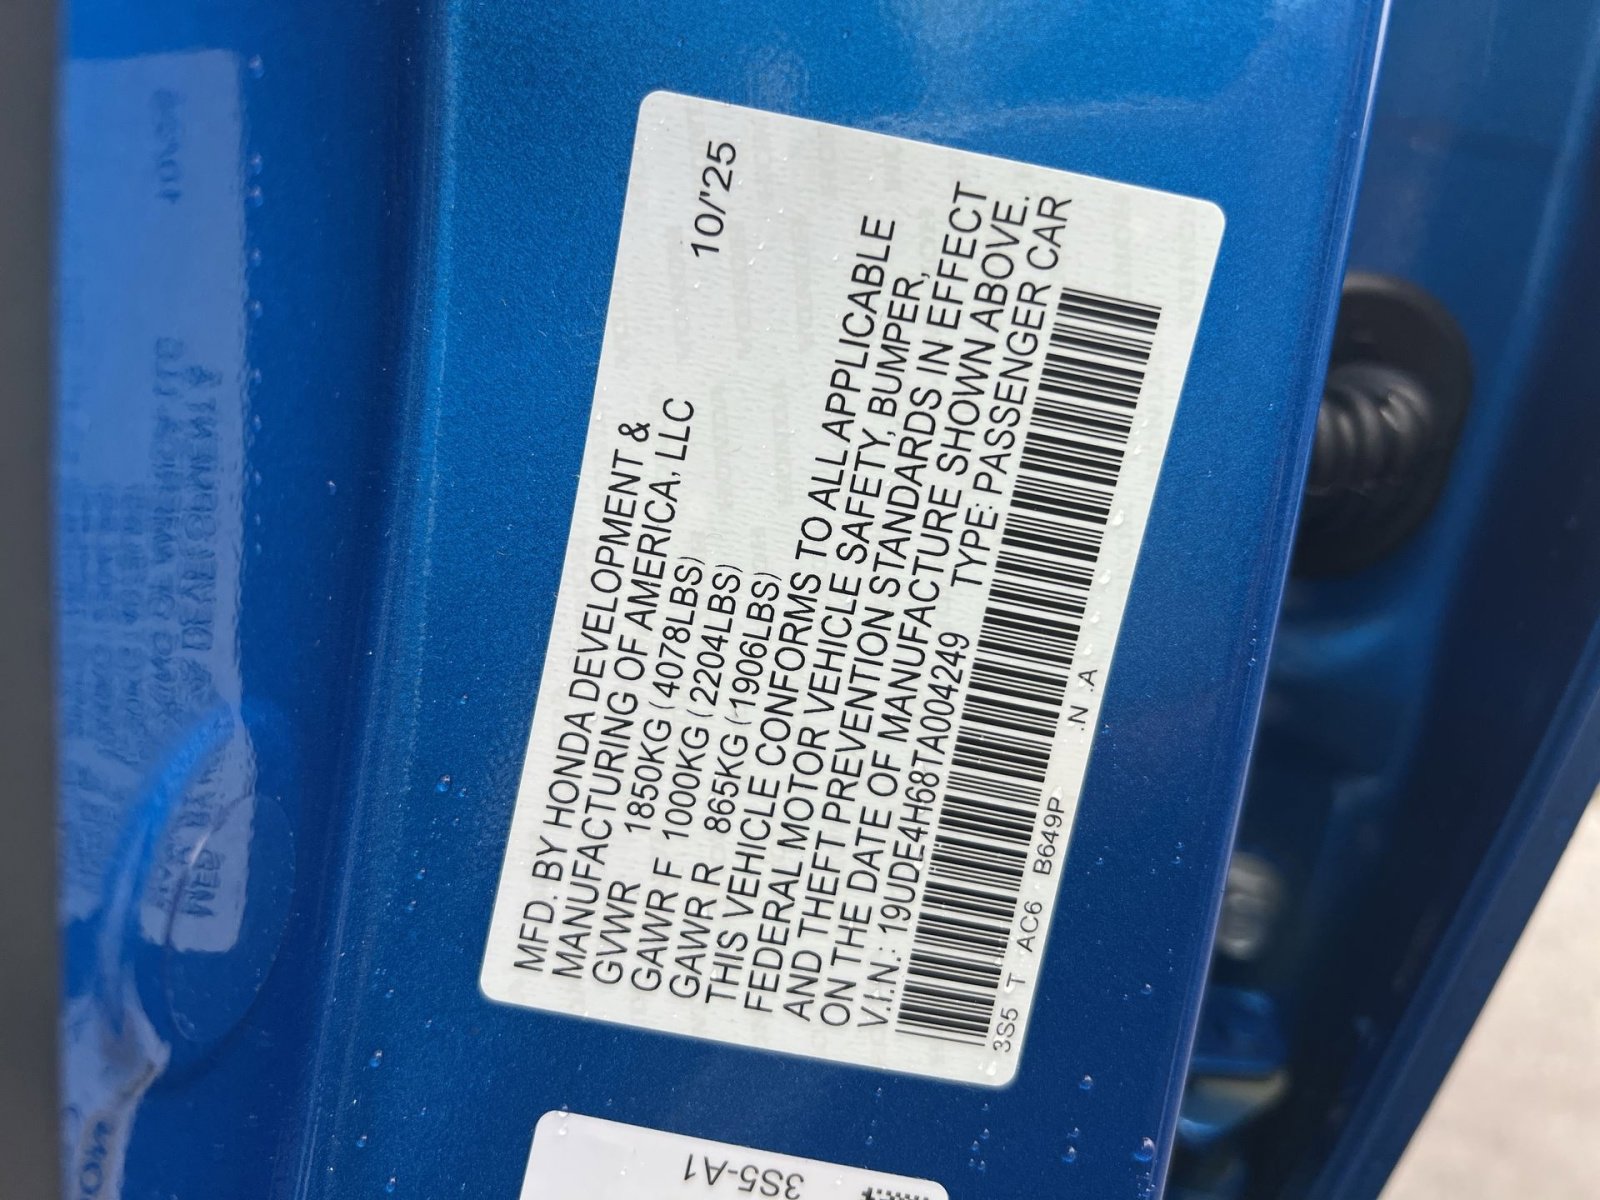 10/'25
MFD. BY HONDA DEVELOPMENT &
MANUFACTURING OF AMERICA, LLC
GVWR 1850KG (4078LBS)
GAWR F 1000KG (2204LBS)
GAWR R 865KG (1906LBS)
THIS VEHICLE CONFORMS TO ALL APPLICABLE
FEDERAL MOTOR VEHICLE SAFETY, BUMPER,
AND THEFT PREVENTION STANDARDS IN EFFECT
ON THE DATE OF MANUFACTURE SHOWN ABOVE.
V.I.N.: 19UDE4H68TA004249 TYPE: PASSENGER CAR
3S5 T AC6 B649P .N .A
3S5-A1